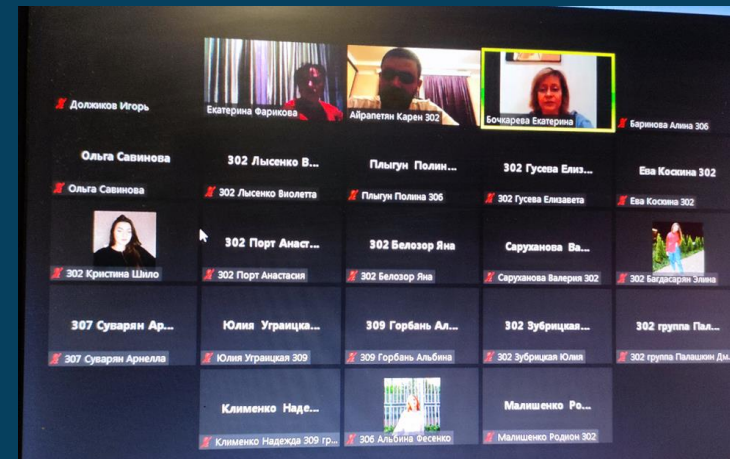 Должиков Игорь
Екатерина Фарикова
Айрапетян Карен 302
Бочкарева Екатерина
Баринова Алина 306
Ольга Савинова
Ольга Савинова
302 Лысенко В...
302 Лысенко Виолетта
Плыгун Полин...
Плыгун Полина 306
302 Гусева Елиз...
302 Гусева Елизавета
Ева Коскина 302
Ева Коскина 302
302 Кристина Шило
302 Порт Анаст...
302 Порт Анастасия
302 Белозор Яна
302 Белозор Яна
Саруханова Ва...
Саруханова Валерия 302
302 Багдасарян Элина
307 Суварян Ар...
307 Суварян Арнелла
Юлия Уграицка...
Юлия Уграицкая 309
309 Горбань Ал...
309 Горбань Альбина
302 Зубрицкая...
302 Зубрицкая Юлия
302 группа Пал...
302 группа Палашкин Дм.
Клименко Наде...
Клименко Надежда 309 гр...
306 Альбина Фесенко
Малишенко Ро...
Малишенко Родион 302